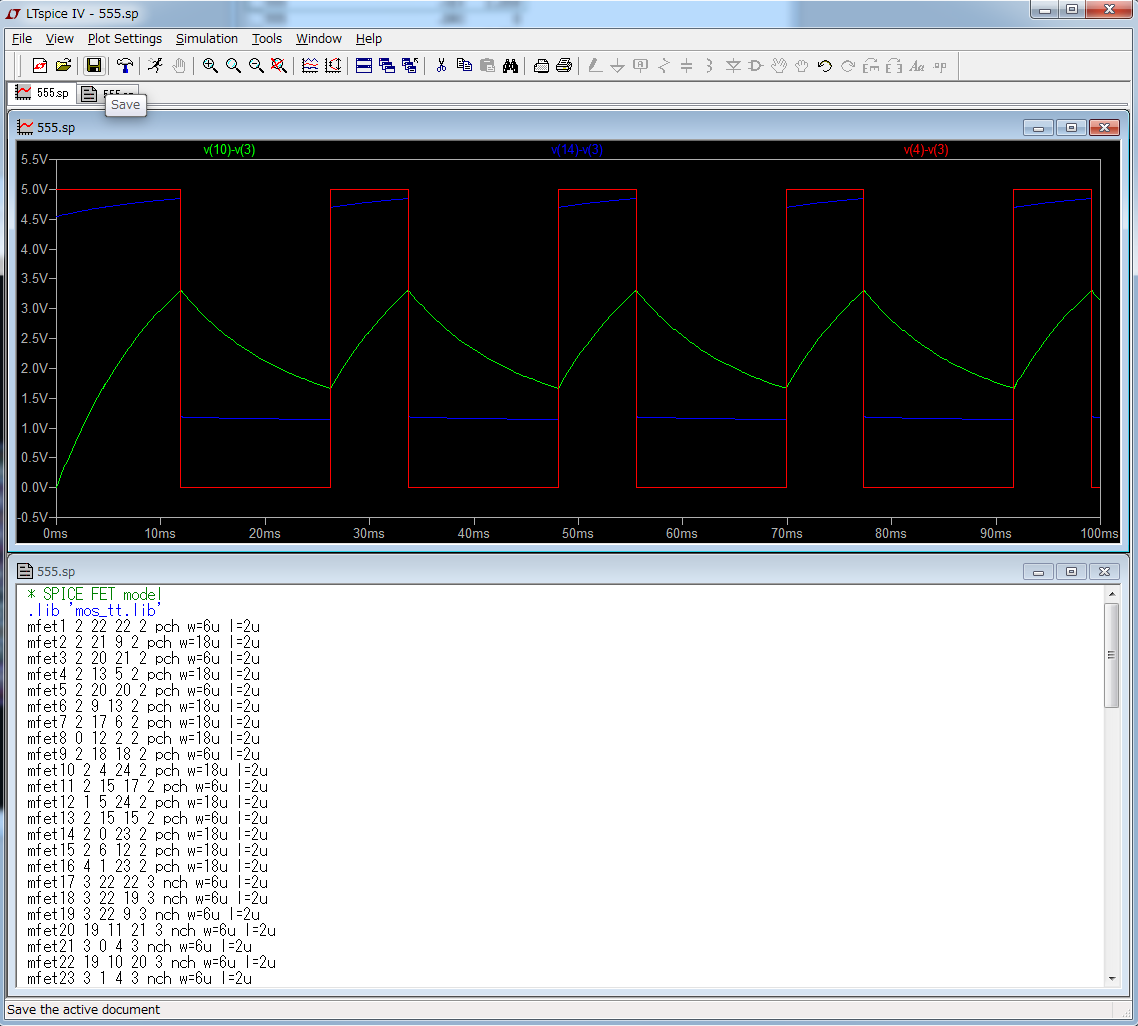 LTspice IV - 555.sp
File View Plot Settings Simulation Tools Window Help
555.sp
Save
555.sp
v(10)-v(3) v(14)-v(3) v(4)-v(3)
5.5V
5.0V
4.5V
4.0V
3.5V
3.0V
2.5V
2.0V
1.5V
1.0V
0.5V
0.0V
-0.5V
0ms 10ms 20ms 30ms 40ms 50ms 60ms 70ms 80ms 90ms 100ms
555.sp
* SPICE FET model
.lib 'mos_tt.lib'
mfet1 2 22 22 2 pch w=6u l=2u
mfet2 2 21 9 2 pch w=18u l=2u
mfet3 2 20 21 2 pch w=6u l=2u
mfet4 2 13 5 2 pch w=18u l=2u
mfet5 2 20 20 2 pch w=6u l=2u
mfet6 2 9 13 2 pch w=18u l=2u
mfet7 2 17 6 2 pch w=18u l=2u
mfet8 0 12 2 2 pch w=18u l=2u
mfet9 2 18 18 2 pch w=6u l=2u
mfet10 2 4 24 2 pch w=18u l=2u
mfet11 2 15 17 2 pch w=6u l=2u
mfet12 1 5 24 2 pch w=18u l=2u
mfet13 2 15 15 2 pch w=6u l=2u
mfet14 2 0 23 2 pch w=18u l=2u
mfet15 2 6 12 2 pch w=18u l=2u
mfet16 4 1 23 2 pch w=18u l=2u
mfet17 3 22 22 3 nch w=6u l=2u
mfet18 3 22 19 3 nch w=6u l=2u
mfet19 3 22 9 3 nch w=6u l=2u
mfet20 19 11 21 3 nch w=6u l=2u
mfet21 3 0 4 3 nch w=6u l=2u
mfet22 19 10 20 3 nch w=6u l=2u
mfet23 3 1 4 3 nch w=6u l=2u
Save the active document